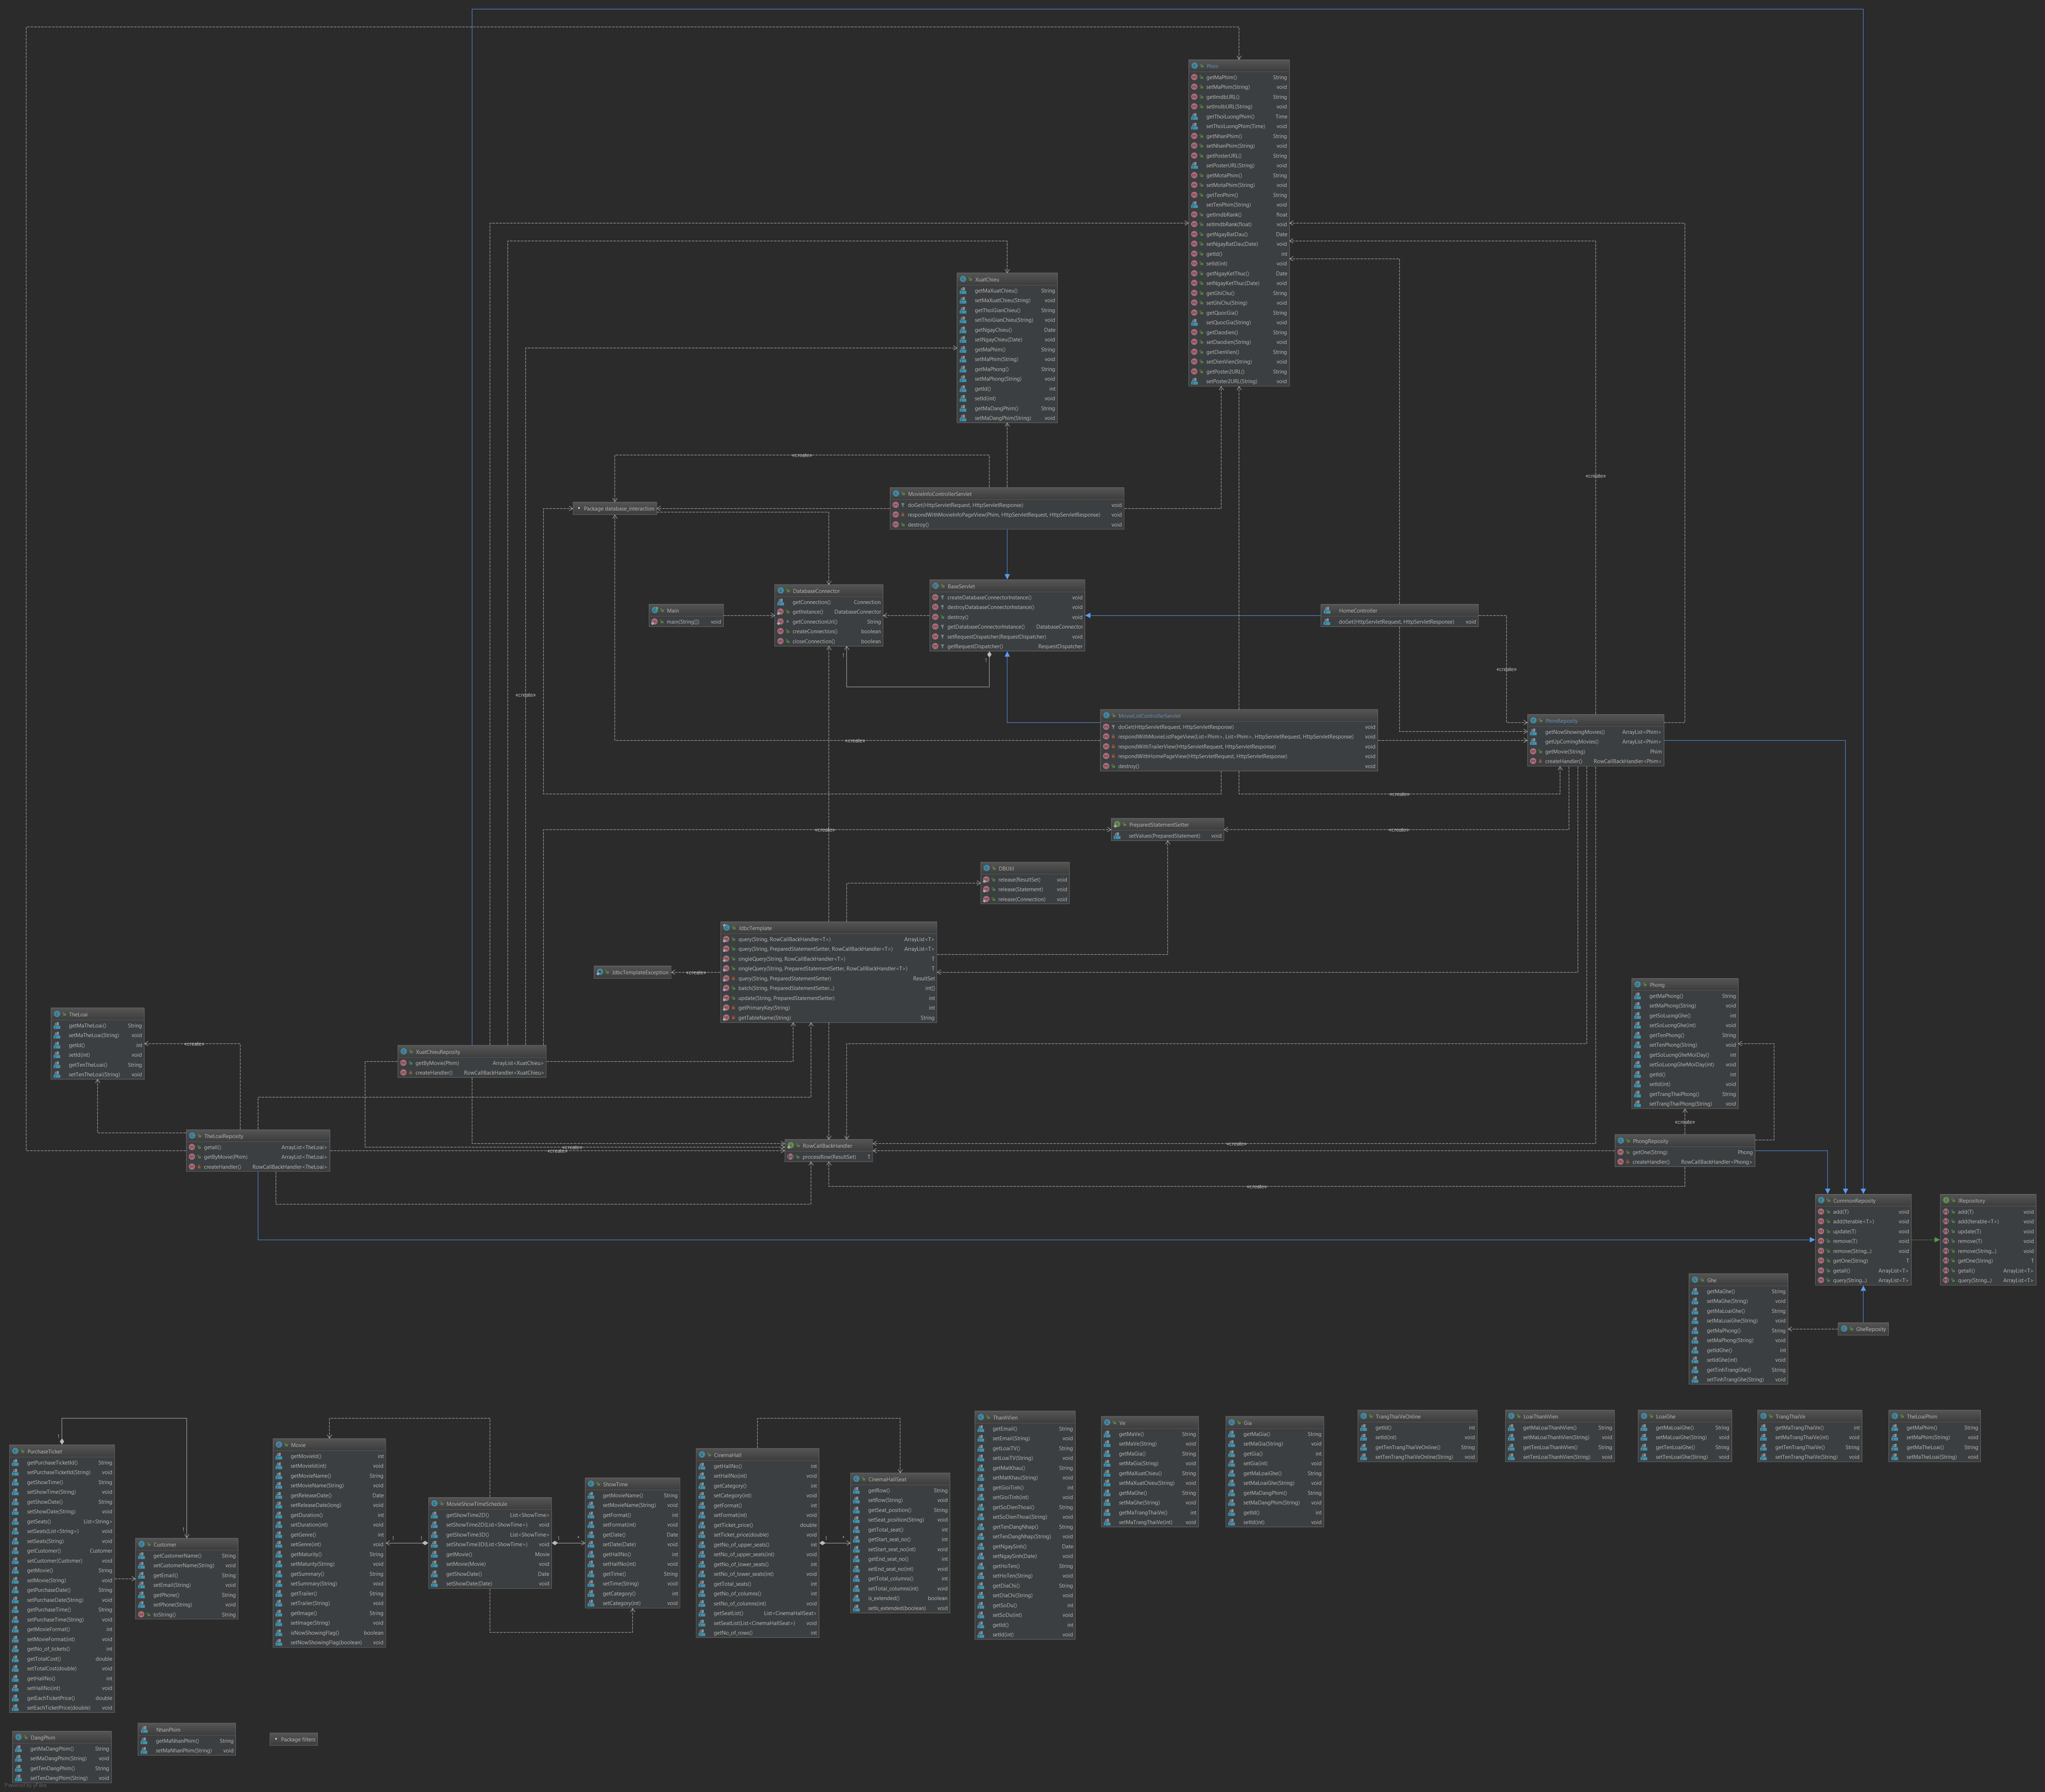 Phim
getMaPhim() String
setMaPhim(String) void
getImdbURL() String
setImdbURL(String) void
getThoiLuongPhim() Time
setThoiLuongPhim(Time) void
getNhanPhim() String
setNhanPhim(String) void
getPosterURL() String
setPosterURL(String) void
getMotaPhim() String
setMotaPhim(String) void
getTenPhim() String
setTenPhim(String) void
getImdbRank() float
setImdbRank(float) void
getNgayBatDau() Date
setNgayBatDau(Date) void
getId() int
setId(int) void
getNgayKetThuc() Date
setNgayKetThuc(Date) void
getGhiChu() String
setGhiChu(String) void
getQuocGia() String
setQuocGia(String) void
getDaodien() String
setDaodien(String) void
getDienVien() String
setDienVien(String) void
getPoster2URL() String
setPoster2URL(String) void
XuatChieu
getMaXuatChieu() String
setMaXuatChieu(String) void
getThoiGianChieu() String
setThoiGianChieu(String) void
getNgayChieu() Date
setNgayChieu(Date) void
getMaPhim() String
setMaPhim(String) void
getMaPhong() String
setMaPhong(String) void
getId() int
setId(int) void
getMaDangPhim() String
setMaDangPhim(String) void
«create»
«create»
MovieInfoControllerServlet
doGet(HttpServletRequest, HttpServletResponse) void
respondWithMovieInfoPageView(Phim, HttpServletRequest, HttpServletResponse) void
destroy() void
Package database_interaction
DatabaseConnector
getConnection() Connection
getInstance() DatabaseConnector
getConnectionUrl() String
createConnection() boolean
closeConnection() boolean
BaseServlet
createDatabaseConnectorInstance() void
destroyDatabaseConnectorInstance() void
destroy() void
getDatabaseConnectorInstance() DatabaseConnector
setRequestDispatcher(RequestDispatcher) void
getRequestDispatcher() RequestDispatcher
1
1
Main
main(String[]) void
HomeController
doGet(HttpServletRequest, HttpServletResponse) void
«create»
«create»
MovieListControllerServlet
doGet(HttpServletRequest, HttpServletResponse) void
respondWithMovieListPageView(List<Phim>, List<Phim>, HttpServletRequest, HttpServletResponse) void
respondWithTrailerView(HttpServletRequest, HttpServletResponse) void
respondWithHomePageView(HttpServletRequest, HttpServletResponse) void
destroy() void
«create»
PhimReposity
getNowShowingMovies() ArrayList<Phim>
getUpComingMovies() ArrayList<Phim>
getMovie(String) Phim
createHandler() RowCallBackHandler<Phim>
«create»
PreparedStatementSetter
setValues(PreparedStatement) void
«create»
«create»
DBUtil
release(ResultSet) void
release(Statement) void
release(Connection) void
JdbcTemplate
query(String, RowCallBackHandler<T>) ArrayList<T>
query(String, PreparedStatementSetter, RowCallBackHandler<T>) ArrayList<T>
singleQuery(String, RowCallBackHandler<T>) T
singleQuery(String, PreparedStatementSetter, RowCallBackHandler<T>) T
query(String, PreparedStatementSetter) ResultSet
batch(String, PreparedStatementSetter...) int[]
update(String, PreparedStatementSetter) int
getPrimaryKey(String) int
getTableName(String) String
JdbcTemplateException
«create»
Phong
getMaPhong() String
setMaPhong(String) void
getSoLuongGhe() int
setSoLuongGhe(int) void
getTenPhong() String
setTenPhong(String) void
getSoLuongGheMoiDay() int
setSoLuongGheMoiDay(int) void
getId() int
setId(int) void
getTrangThaiPhong() String
setTrangThaiPhong(String) void
TheLoai
getMaTheLoai() String
setMaTheLoai(String) void
getId() int
setId(int) void
getTenTheLoai() String
setTenTheLoai(String) void
«create»
XuatChieuReposity
getByMovie(Phim) ArrayList<XuatChieu>
createHandler() RowCallBackHandler<XuatChieu>
TheLoaiReposity
getall() ArrayList<TheLoai>
getByMovie(Phim) ArrayList<TheLoai>
createHandler() RowCallBackHandler<TheLoai>
«create»
«create»
RowCallBackHandler
processRow(ResultSet) T
«create»
«create»
PhongReposity
getOne(String) Phong
createHandler() RowCallBackHandler<Phong>
«create»
CommonReposity
add(T) void
add(Iterable<T>) void
update(T) void
remove(T) void
remove(String...) void
getOne(String) T
getall() ArrayList<T>
query(String...) ArrayList<T>
IRepository
add(T) void
add(Iterable<T>) void
update(T) void
remove(T) void
remove(String...) void
getOne(String) T
getall() ArrayList<T>
query(String...) ArrayList<T>
Ghe
getMaGhe() String
setMaGhe(String) void
getMaLoaiGhe() String
setMaLoaiGhe(String) void
getMaPhong() String
setMaPhong(String) void
getIdGhe() int
setIdGhe(int) void
getTinhTrangGhe() String
setTinhTrangGhe(String) void
GheReposity
PurchaseTicket
getPurchaseTicketId() String
setPurchaseTicketId(String) void
getShowTime() String
setShowTime(String) void
getShowDate() String
setShowDate(String) void
getSeats() List<String>
setSeats(List<String>) void
setSeats(String) void
getCustomer() Customer
setCustomer(Customer) void
getMovie() String
setMovie(String) void
getPurchaseDate() String
setPurchaseDate(String) void
getPurchaseTime() String
setPurchaseTime(String) void
getMovieFormat() int
setMovieFormat(int) void
getNo_of_tickets() int
getTotalCost() double
setTotalCost(double) void
getHallNo() int
setHallNo(int) void
getEachTicketPrice() double
setEachTicketPrice(double) void
1
1
Customer
getCustomerName() String
setCustomerName(String) void
getEmail() String
setEmail(String) void
getPhone() String
setPhone(String) void
toString() String
Movie
getMovieId() int
setMovieId(int) void
getMovieName() String
setMovieName(String) void
getReleaseDate() Date
setReleaseDate(long) void
getDuration() int
setDuration(int) void
getGenre() int
setGenre(int) void
getMaturity() String
setMaturity(String) void
getSummary() String
setSummary(String) void
getTrailer() String
setTrailer(String) void
getImage() String
setImage(String) void
isNowShowingFlag() boolean
setNowShowingFlag(boolean) void
1
1
MovieShowTimeSchedule
getShowTime2D() List<ShowTime>
setShowTime2D(List<ShowTime>) void
getShowTime3D() List<ShowTime>
setShowTime3D(List<ShowTime>) void
getMovie() Movie
setMovie(Movie) void
getShowDate() Date
setShowDate(Date) void
1
*
ShowTime
getMovieName() String
setMovieName(String) void
getFormat() int
setFormat(int) void
getDate() Date
setDate(Date) void
getHallNo() int
setHallNo(int) void
getTime() String
setTime(String) void
getCategory() int
setCategory(int) void
CinemaHall
getHallNo() int
setHallNo(int) void
getCategory() int
setCategory(int) void
getFormat() int
setFormat(int) void
getTicket_price() double
setTicket_price(double) void
getNo_of_upper_seats() int
setNo_of_upper_seats(int) void
getNo_of_lower_seats() int
setNo_of_lower_seats(int) void
getTotal_seats() int
getNo_of_columns() int
setNo_of_columns(int) void
getSeatList() List<CinemaHallSeat>
setSeatList(List<CinemaHallSeat>) void
getNo_of_rows() int
1
*
CinemaHallSeat
getRow() String
setRow(String) void
getSeat_position() String
setSeat_position(String) void
getTotal_seat() int
getStart_seat_no() int
setStart_seat_no(int) void
getEnd_seat_no() int
setEnd_seat_no(int) void
getTotal_columns() int
setTotal_columns(int) void
is_extended() boolean
setIs_extended(boolean) void
ThanhVien
getEmail() String
setEmail(String) void
getLoaiTV() String
setLoaiTV(String) void
getMatKhau() String
setMatKhau(String) void
getGioiTinh() int
setGioiTinh(int) void
getSoDienThoai() String
setSoDienThoai(String) void
getTenDangNhap() String
setTenDangNhap(String) void
getNgaySinh() Date
setNgaySinh(Date) void
getHoTen() String
setHoTen(String) void
getDiaChi() String
setDiaChi(String) void
getSoDu() int
setSoDu(int) void
getId() int
setId(int) void
Ve
getMaVe() String
setMaVe(String) void
getMaGia() String
setMaGia(String) void
getMaXuatChieu() String
setMaXuatChieu(String) void
getMaGhe() String
setMaGhe(String) void
getMaTrangThaiVe() int
setMaTrangThaiVe(int) void
Gia
getMaGia() String
setMaGia(String) void
getGia() int
setGia(int) void
getMaLoaiGhe() String
setMaLoaiGhe(String) void
getMaDangPhim() String
setMaDangPhim(String) void
getId() int
setId(int) void
TrangThaiVeOnline
getId() int
setId(int) void
getTenTrangThaiVeOnline() String
setTenTrangThaiVeOnline(String) void
LoaiThanhVien
getMaLoaiThanhVien() String
setMaLoaiThanhVien(String) void
getTenLoaiThanhVien() String
setTenLoaiThanhVien(String) void
LoaiGhe
getMaLoaiGhe() String
setMaLoaiGhe(String) void
getTenLoaiGhe() String
setTenLoaiGhe(String) void
TrangThaiVe
getMaTrangThaiVe() int
setMaTrangThaiVe(int) void
getTenTrangThaiVe() String
setTenTrangThaiVe(String) void
TheLoaiPhim
getMaPhim() String
setMaPhim(String) void
getMaTheLoai() String
setMaTheLoai(String) void
DangPhim
getMaDangPhim() String
setMaDangPhim(String) void
getTenDangPhim() String
setTenDangPhim(String) void
NhanPhim
getMaNhanPhim() String
setMaNhanPhim(String) void
Package filters
Powered by yFiles